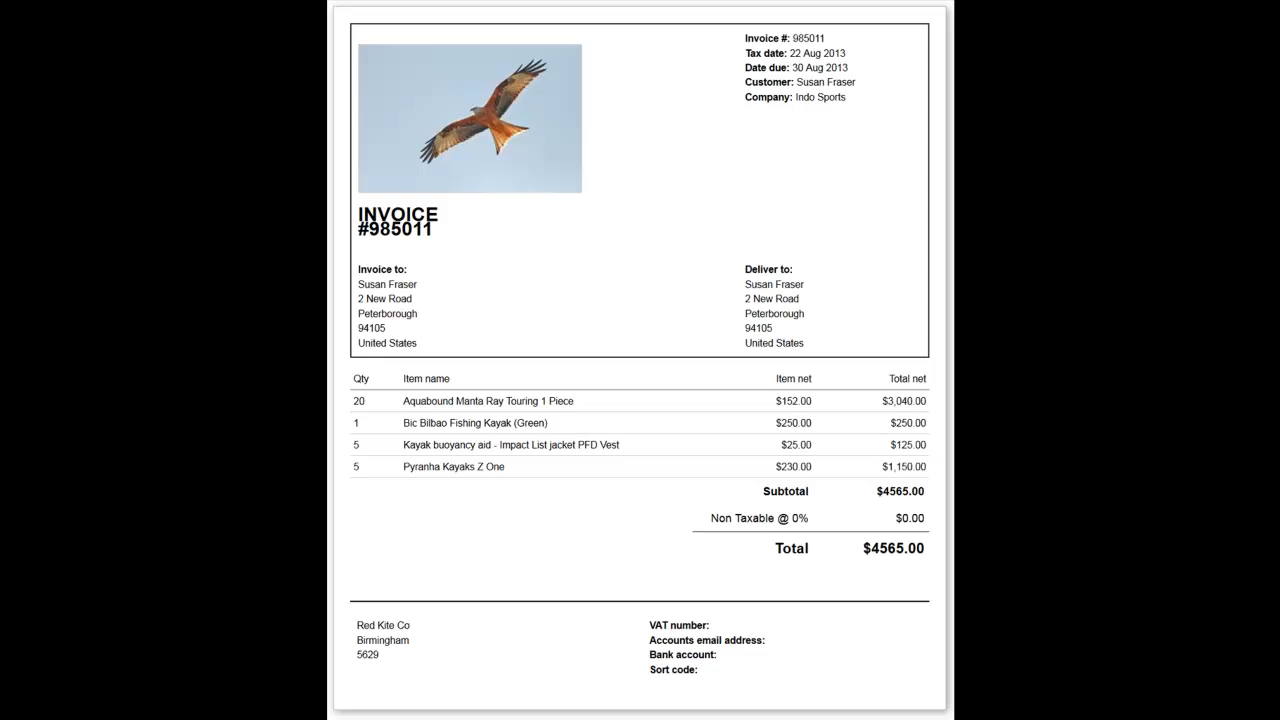 Invoice #: 985011
Tax date: 22 Aug 2013
Date due: 30 Aug 2013
Customer: Susan Fraser
Company: Indo Sports
INVOICE
#985011
Invoice to:
Susan Fraser
2 New Road
Peterborough
94105
United States
Deliver to:
Susan Fraser
2 New Road
Peterborough
94105
United States
Qty Item name Item net Total net
20 Aquabound Manta Ray Touring 1 Piece $152.00 $3,040.00
1 Bic Bilbao Fishing Kayak (Green) $250.00 $250.00
5 Kayak buoyancy aid - Impact List jacket PFD Vest $25.00 $125.00
5 Pyranha Kayaks Z One $230.00 $1,150.00
Subtotal $4565.00
Non Taxable @ 0% $0.00
Total $4565.00
Red Kite Co
Birmingham
5629
VAT number:
Accounts email address:
Bank account:
Sort code: